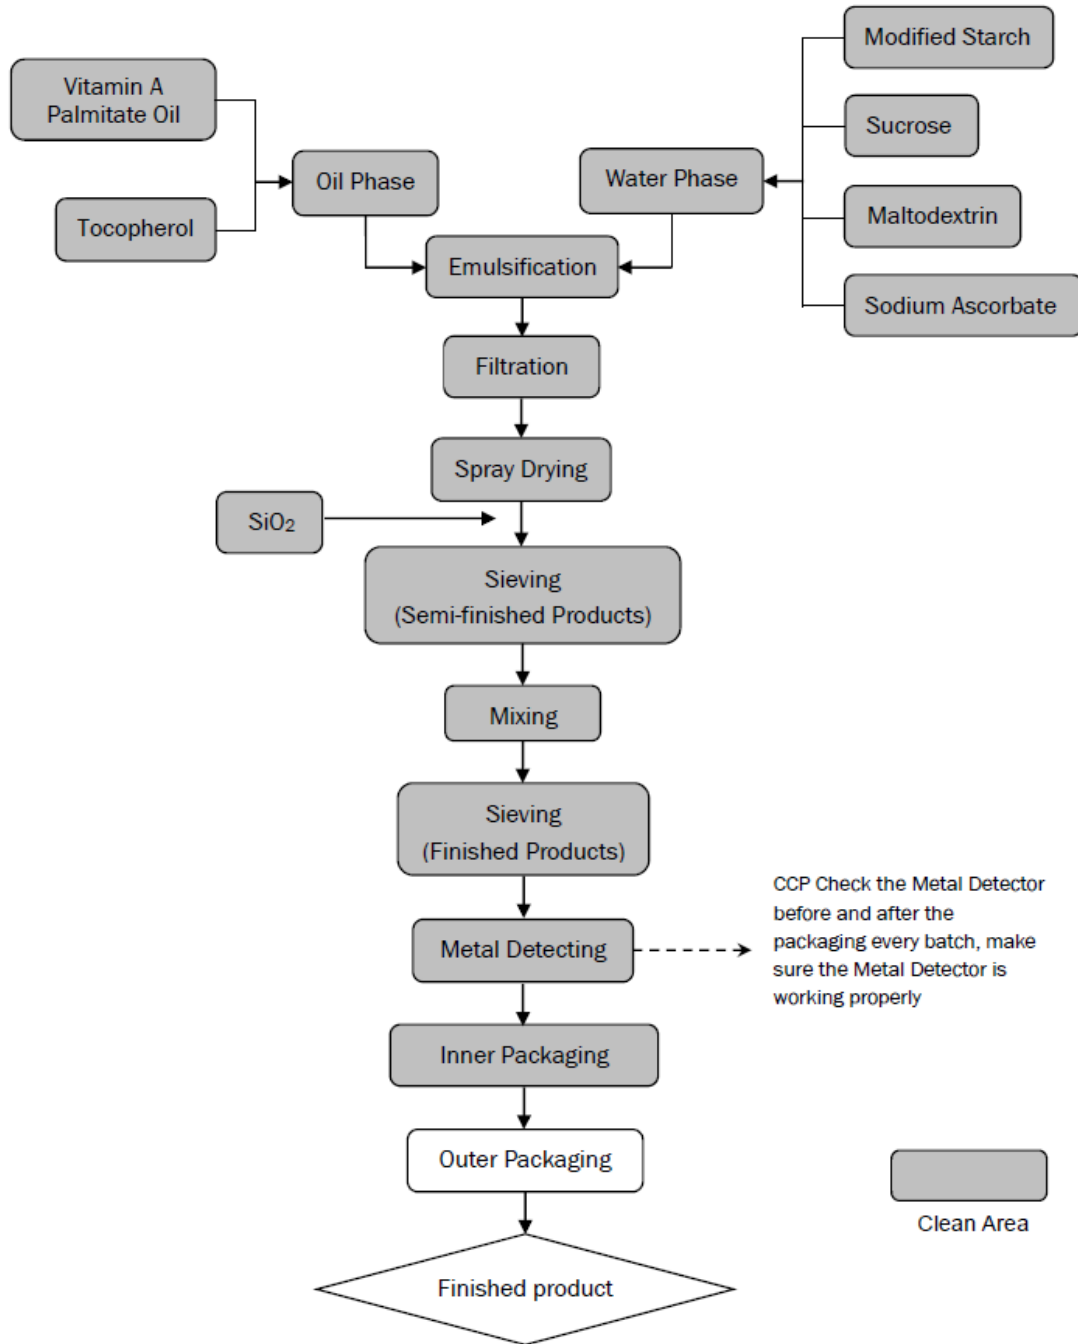 Modified Starch
Vitamin A
Palmitate Oil
Sucrose
Oil Phase
Water Phase
Tocopherol
Maltodextrin
Emulsification
Sodium Ascorbate
Filtration
Spray Drying
SiO₂
Sieving
(Semi-finished Products)
Mixing
Sieving
(Finished Products)
CCP Check the Metal Detector
before and after the
packaging every batch, make
sure the Metal Detector is
working properly
Metal Detecting
Inner Packaging
Outer Packaging
Clean Area
Finished product